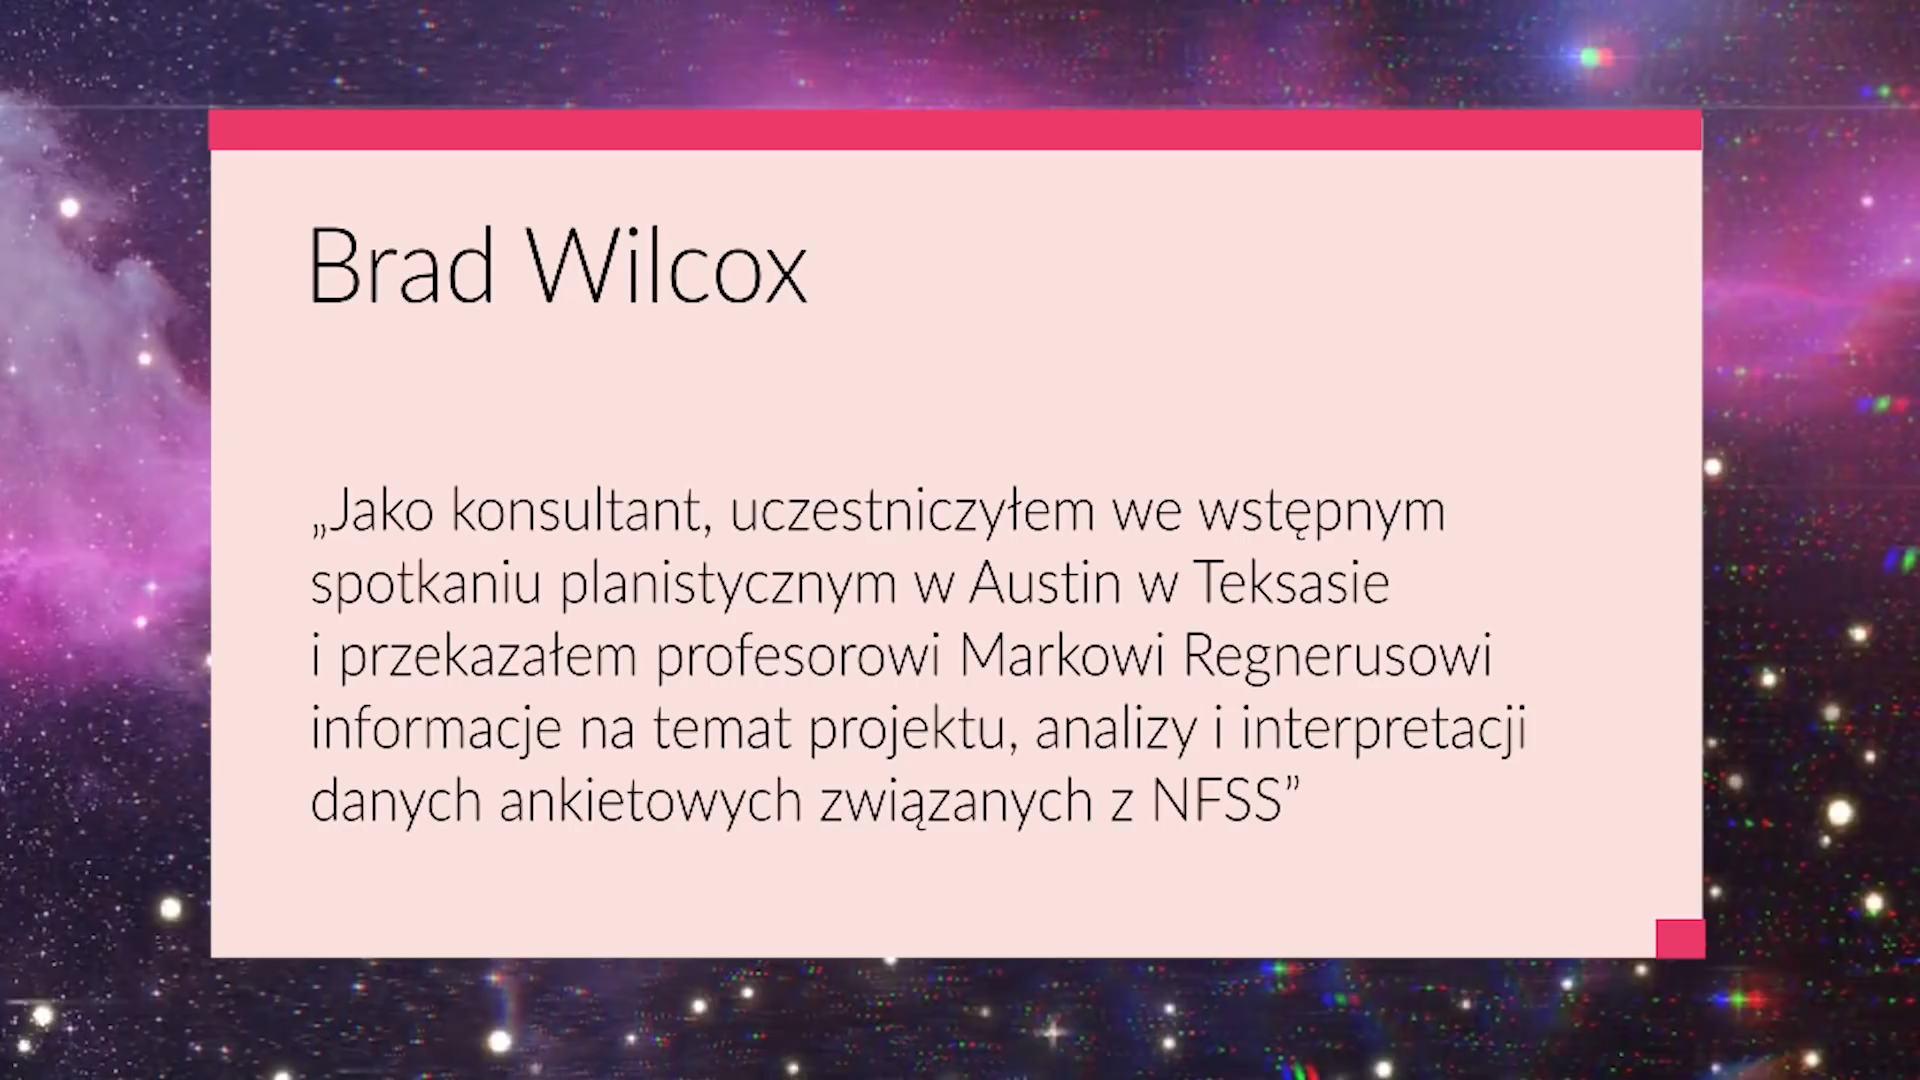 Brad Wilcox
„Jako konsultant, uczestniczyłem we wstępnym
spotkaniu planistycznym w Austin w Teksasie
i przekazałem profesorowi Markowi Regnerusowi
informacje na temat projektu, analizy i interpretacji
danych ankietowych związanych z NFSS”